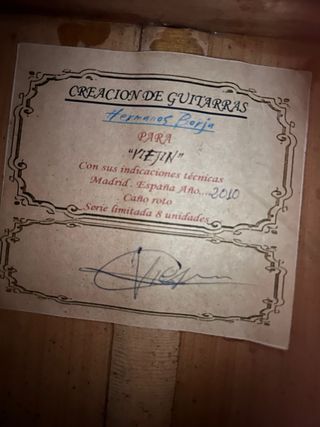 CREACION DE GUITARRAS
Hermanos Borja
PARA
"VIEJIN"
Con sus indicaciones técnicas
Madrid. España Año...2010
Caño roto
Serie limitada 8 unidades